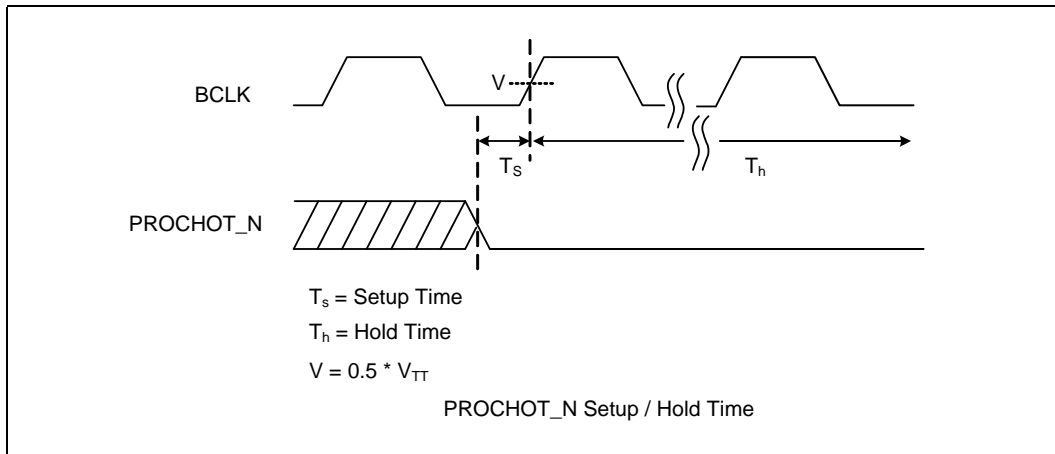 BCLK
V
T_S
T_h
PROCHOT_N
T_s = Setup Time
T_h = Hold Time
V = 0.5 * V_TT
PROCHOT_N Setup / Hold Time